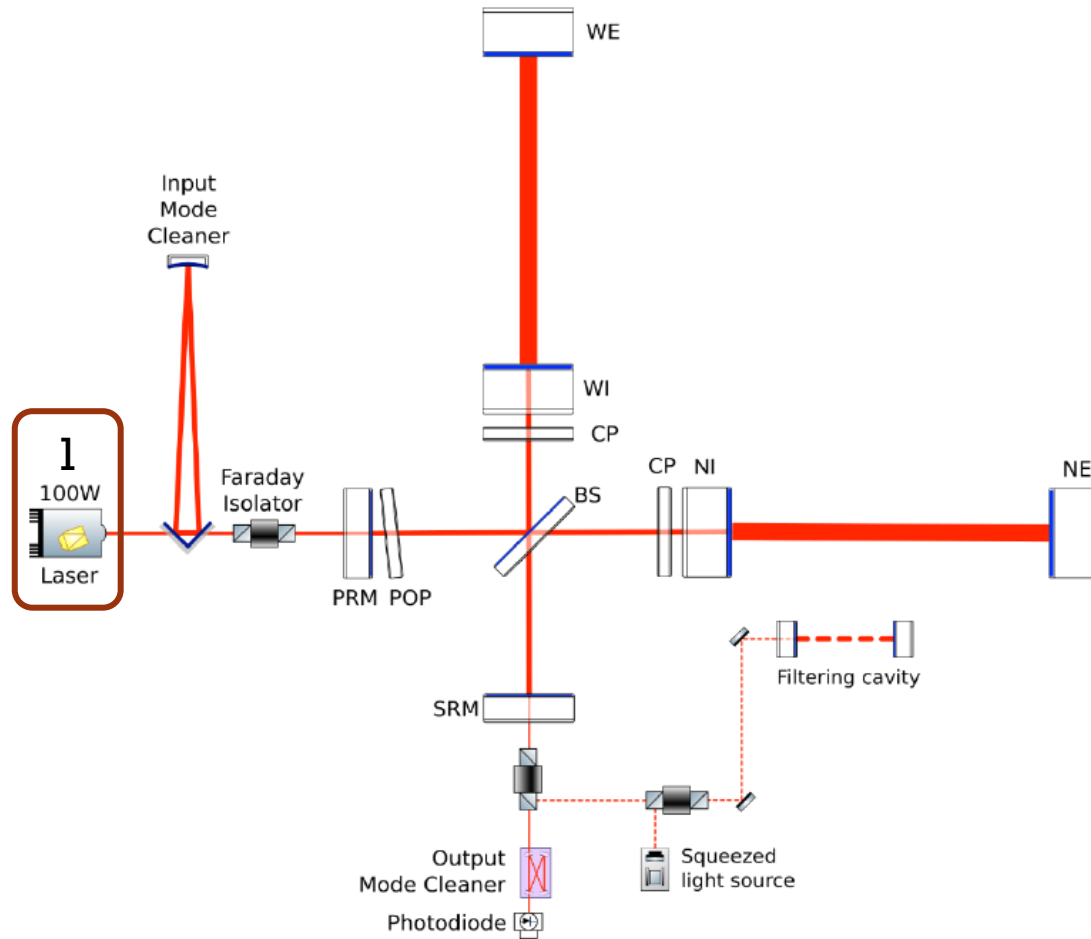 WE
Input
Mode
Cleaner
WI
CP
1
100W
Laser
Faraday
Isolator
PRM
POP
BS
CP
NI
NE
Filtering cavity
SRM
Output
Mode Cleaner
Squeezed
light source
Photodiode